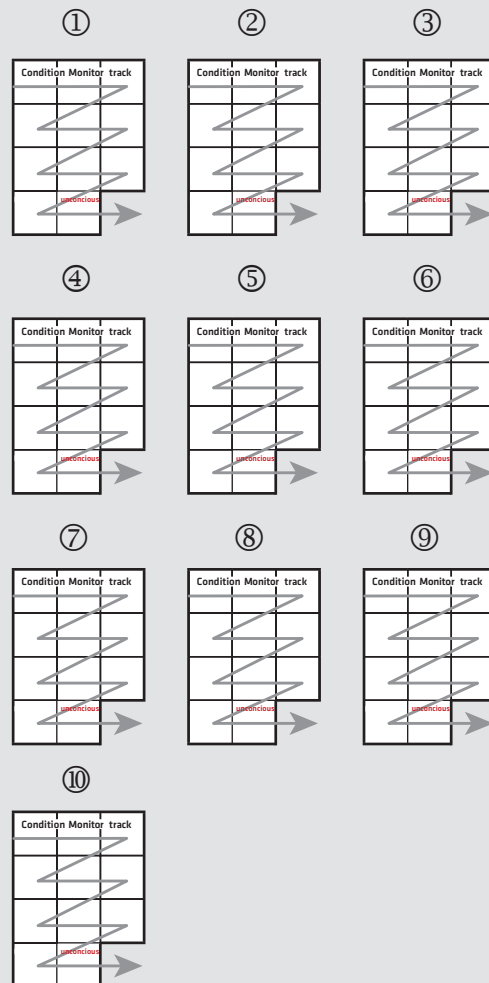 ① ② ③
Condition Monitor track Condition Monitor track Condition Monitor track
unconcious unconcious unconcious
④ ⑤ ⑥
Condition Monitor track Condition Monitor track Condition Monitor track
unconcious unconcious unconcious
⑦ ⑧ ⑨
Condition Monitor track Condition Monitor track Condition Monitor track
unconcious unconcious unconcious
⑩
Condition Monitor track
unconcious